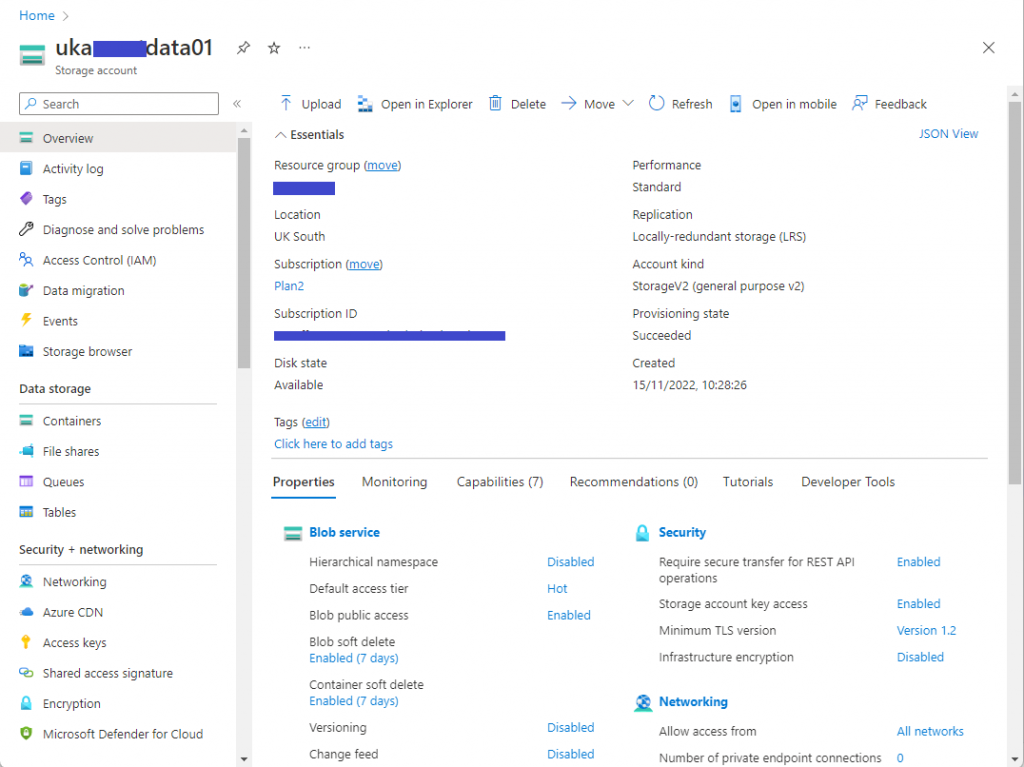 Home
uka data01
Storage account
Search
Overview
Activity log
Tags
Diagnose and solve problems
Access Control (IAM)
Data migration
Events
Storage browser
Data storage
Containers
File shares
Queues
Tables
Security + networking
Networking
Azure CDN
Access keys
Shared access signature
Encryption
Microsoft Defender for Cloud
Upload Open in Explorer Delete Move Refresh Open in mobile Feedback
Essentials
JSON View
Resource group (move)
Location
UK South
Subscription (move)
Plan2
Subscription ID
Disk state
Available
Performance
Standard
Replication
Locally-redundant storage (LRS)
Account kind
StorageV2 (general purpose v2)
Provisioning state
Succeeded
Created
15/11/2022, 10:28:26
Tags (edit)
Click here to add tags
Properties Monitoring Capabilities (7) Recommendations (0) Tutorials Developer Tools
Blob service
Hierarchical namespace Disabled
Default access tier Hot
Blob public access Enabled
Blob soft delete
Enabled (7 days)
Container soft delete
Enabled (7 days)
Versioning Disabled
Change feed Disabled
Security
Require secure transfer for REST API Enabled
operations
Storage account key access Enabled
Minimum TLS version Version 1.2
Infrastructure encryption Disabled
Networking
Allow access from All networks
Number of private endpoint connections 0